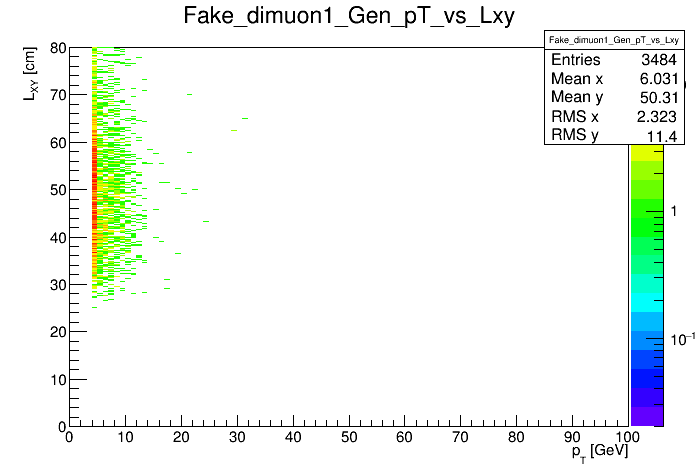 Fake_dimuon1_Gen_pT_vs_Lxy
Fake_dimuon1_Gen_pT_vs_Lxy
Entries 3484
Mean x 6.031
Mean y 50.31
RMS x 2.323
RMS y 11.4
L_XY [cm]
80
70
60
50
40
30
20
10
0
1
10⁻¹
0 10 20 30 40 50 60 70 80 90 100
p_T [GeV]